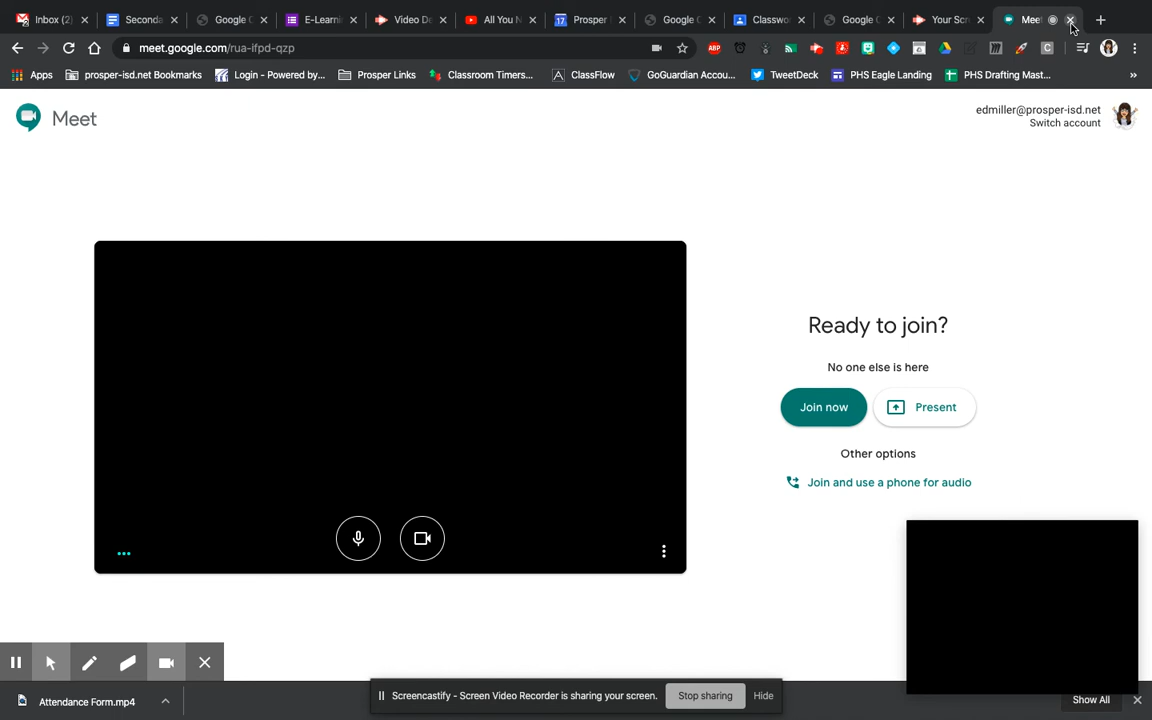 Inbox (2) Seconda Google C E-Learni Video De All You N Prosper Google C Classwo Google C Your Scr Meet
meet.google.com/rua-ifpd-qzp
Apps prosper-isd.net Bookmarks Login - Powered by... Prosper Links Classroom Timers... ClassFlow GoGuardian Accou... TweetDeck PHS Eagle Landing PHS Drafting Mast... »
Meet
edmiller@prosper-isd.net
Switch account
Ready to join?
No one else is here
Join now Present
Other options
Join and use a phone for audio
Screencastify - Screen Video Recorder is sharing your screen. Stop sharing Hide
Attendance Form.mp4
Show All